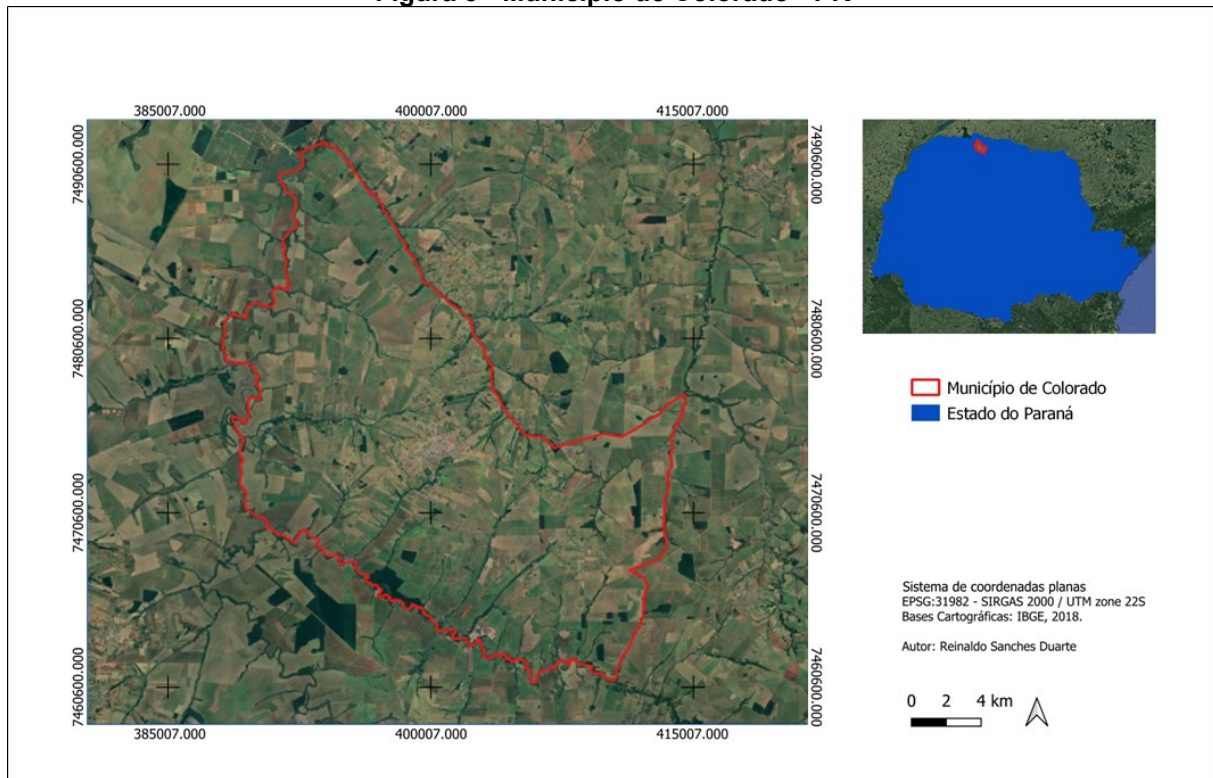 385007.000 400007.000 415007.000
7490600.000 7490600.000
7480600.000 7480600.000
7470600.000 7470600.000
7460600.000 7460600.000
385007.000 400007.000 415007.000
Município de Colorado
Estado do Paraná
Sistema de coordenadas planas
EPSG:31982 - SIRGAS 2000 / UTM zone 22S
Bases Cartográficas: IBGE, 2018.
Autor: Reinaldo Sanches Duarte
0 2 4 km